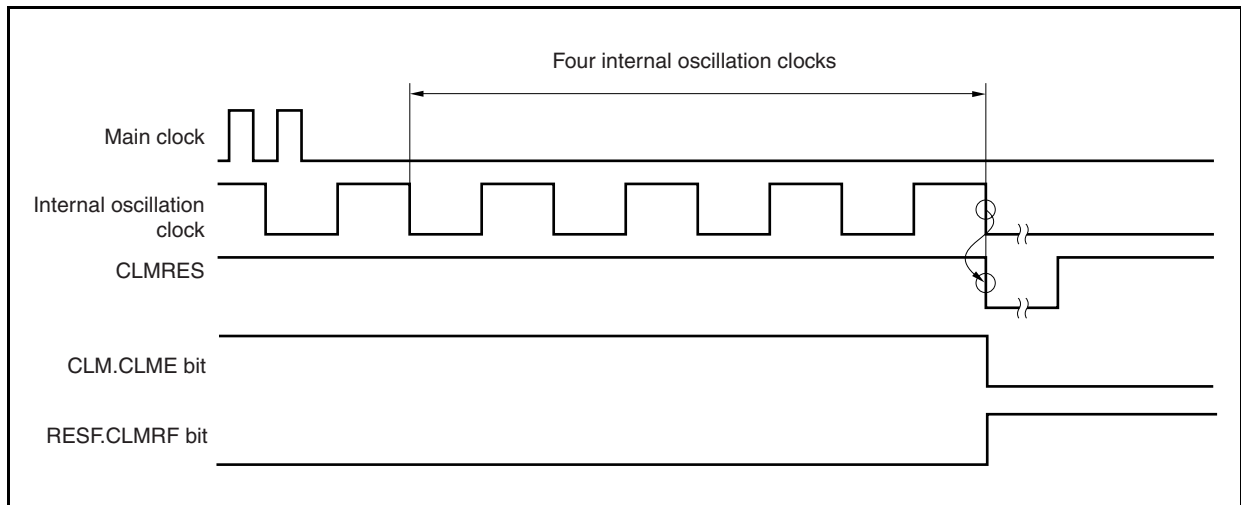 Four internal oscillation clocks
Main clock
Internal oscillation
clock
CLMRES
CLM.CLME bit
RESF.CLMRF bit